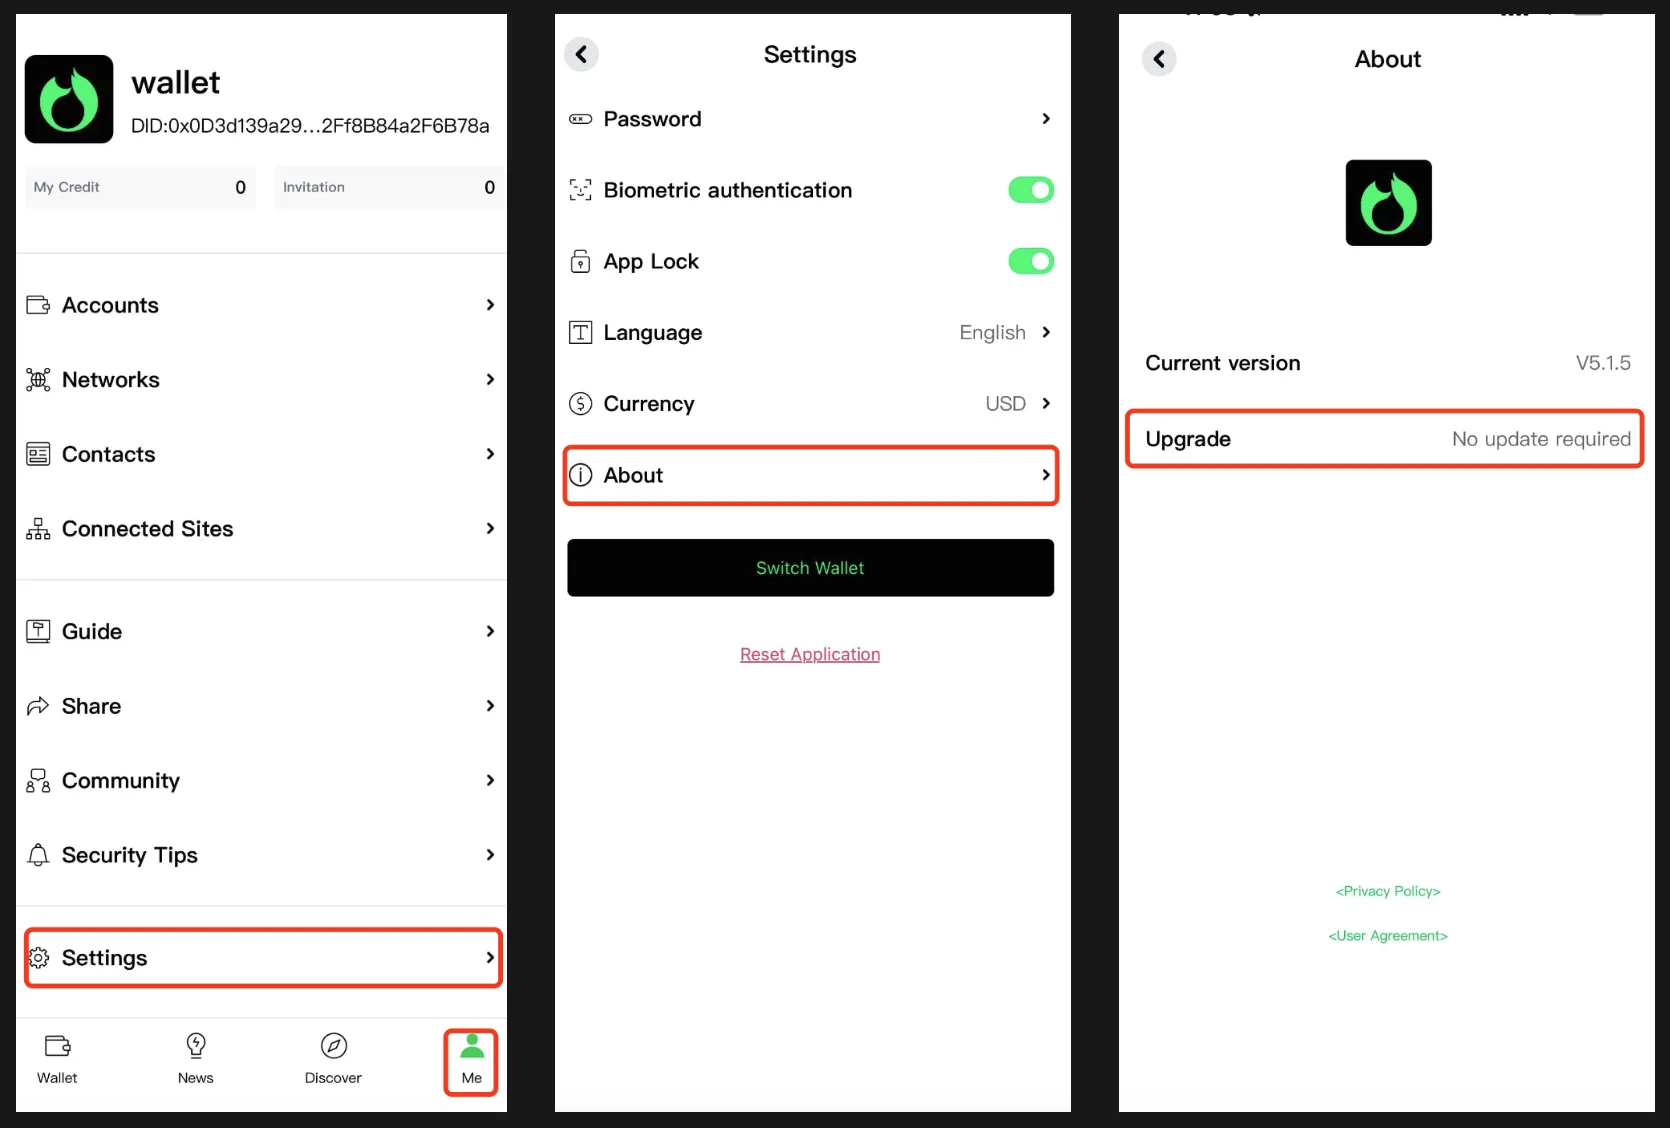 wallet
DID:0x0D3d139a29...2Ff8B84a2F6B78a
My Credit 0
Invitation 0
Accounts
Networks
Contacts
Connected Sites
Guide
Share
Community
Security Tips
Settings
Wallet
News
Discover
Me
Settings
Password
Biometric authentication
App Lock
Language English
Currency USD
About
Switch Wallet
Reset Application
About
Current version V5.1.5
Upgrade No update required
<Privacy Policy>
<User Agreement>